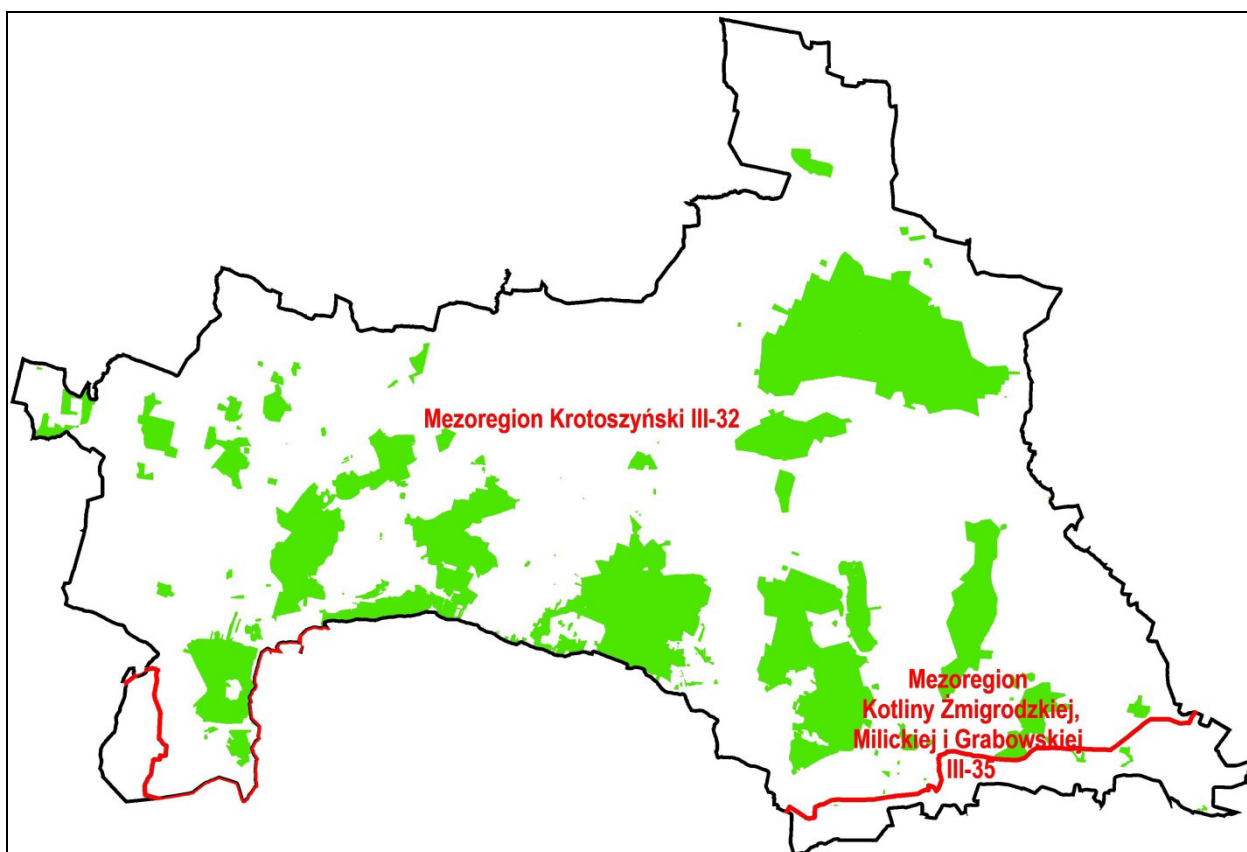 Mezoregion Krotoszyński III-32
Mezoregion
Kotliny Żmigrodzkiej,
Milickiej i Grabowskiej
III-35